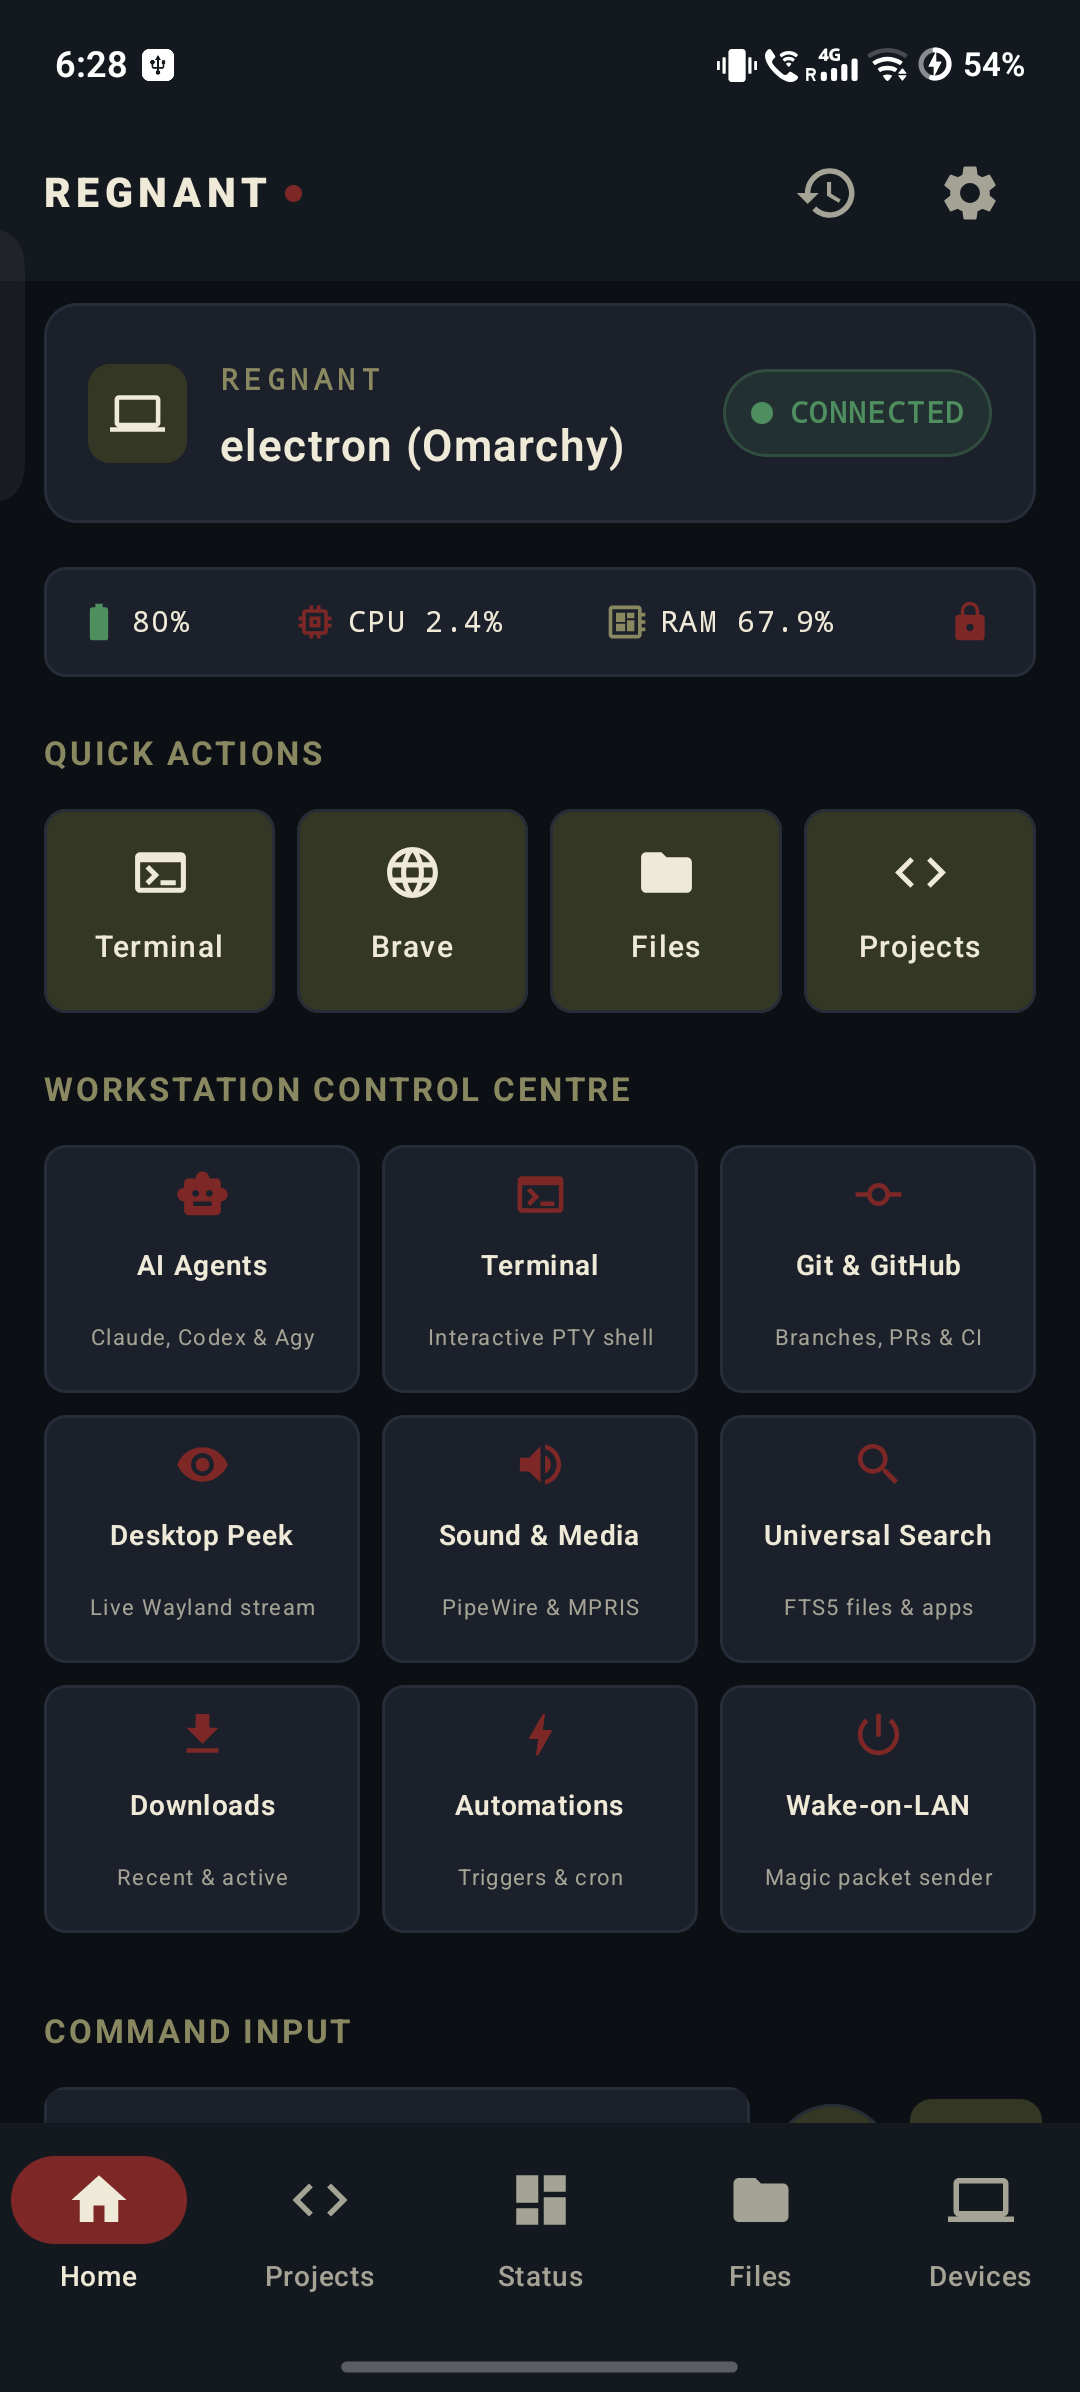 6:28
4G
R
54%
REGNANT
REGNANT
electron (Omarchy)
CONNECTED
80%
CPU 2.4%
RAM 67.9%
QUICK ACTIONS
Terminal
Brave
Files
Projects
WORKSTATION CONTROL CENTRE
AI Agents
Claude, Codex & Agy
Terminal
Interactive PTY shell
Git & GitHub
Branches, PRs & CI
Desktop Peek
Live Wayland stream
Sound & Media
PipeWire & MPRIS
Universal Search
FTS5 files & apps
Downloads
Recent & active
Automations
Triggers & cron
Wake-on-LAN
Magic packet sender
COMMAND INPUT
Home
Projects
Status
Files
Devices